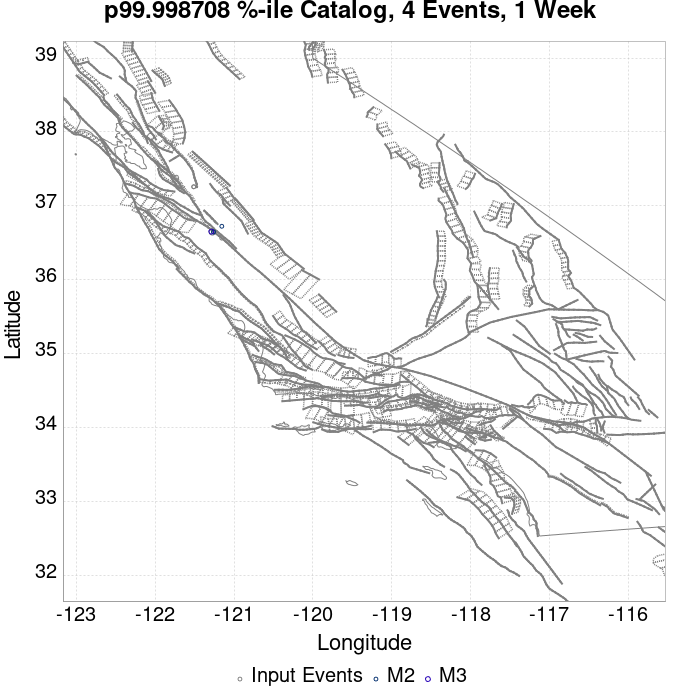 p99.998708 %-ile Catalog, 4 Events, 1 Week
39
38
37
36
35
34
33
32
Latitude
-123 -122 -121 -120 -119 -118 -117 -116
Longitude
Input Events M2 M3